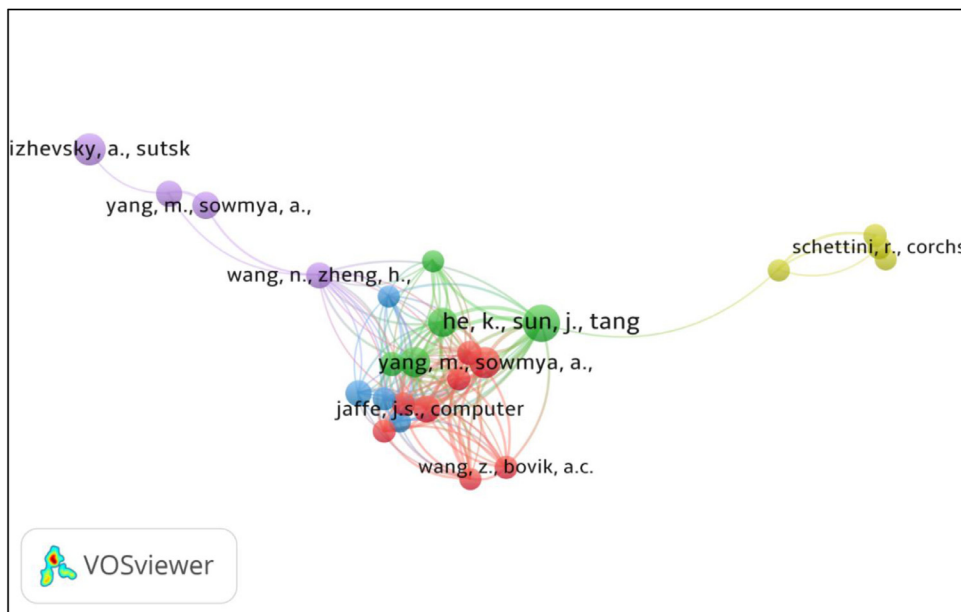 izhevsky, a., sutsk
yang, m., sowmya, a.,
schettini, r., corchs
wang, n., zheng, h.,
he, k., sun, j., tang
yang, m., sowmya, a.,
jaffe, j.s., computer
wang, z., bovik, a.c.
VOSviewer